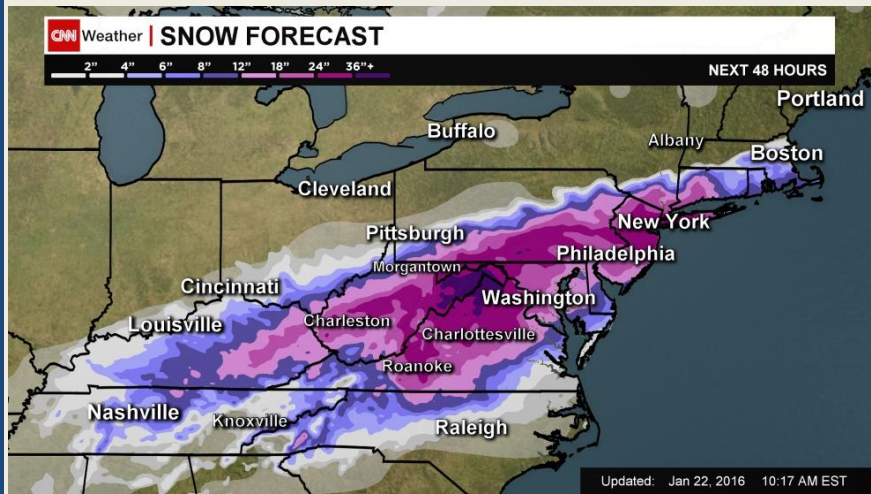 CNN Weather | SNOW FORECAST
2" 4" 6" 8" 12" 18" 24" 36"+
NEXT 48 HOURS
Portland
Buffalo
Albany
Boston
Cleveland
New York
Pittsburgh
Philadelphia
Morgantown
Cincinnati
Washington
Louisville
Charleston
Charlottesville
Roanoke
Nashville
Knoxville
Raleigh
Updated: Jan 22, 2016 10:17 AM EST